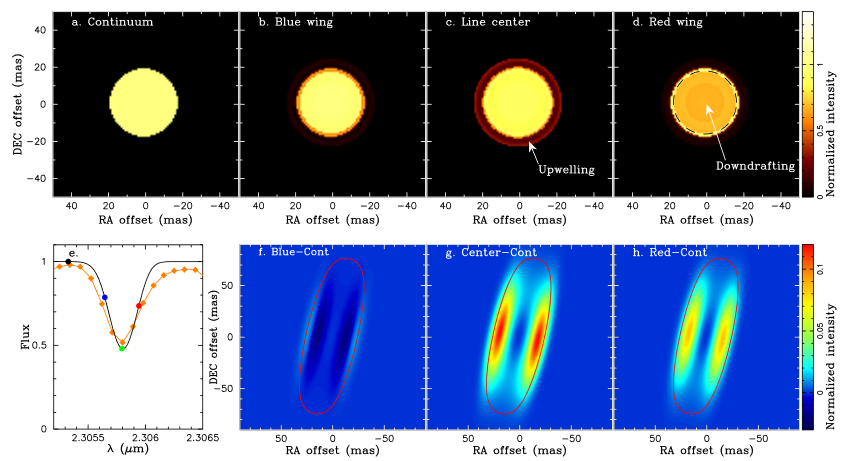 a. Continuum
b. Blue wing
c. Line center
d. Red wing
40
20
0
−20
−40
DEC offset (mas)
Upwelling
Downdrafting
1
0.5
0
Normalized intensity
40 20 0 −20 −40
40 20 0 −20 −40
40 20 0 −20 −40
40 20 0 −20 −40
RA offset (mas)
RA offset (mas)
RA offset (mas)
RA offset (mas)
e.
f. Blue-Cont
g. Center-Cont
h. Red-Cont
1
0.5
0
Flux
50
0
−50
DEC offset (mas)
0.1
0.05
0
Normalized intensity
2.3055 2.306 2.3065
50 0 −50
50 0 −50
50 0 −50
λ (μm)
RA offset (mas)
RA offset (mas)
RA offset (mas)